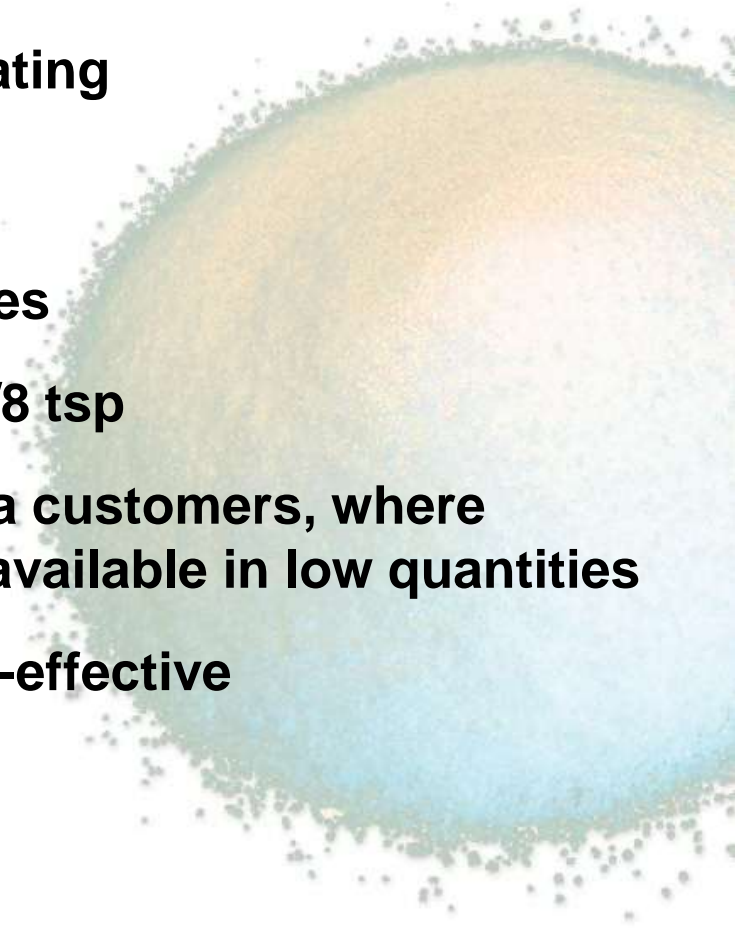 ating
es
/8 tsp
a customers, where
available in low quantities
-effective